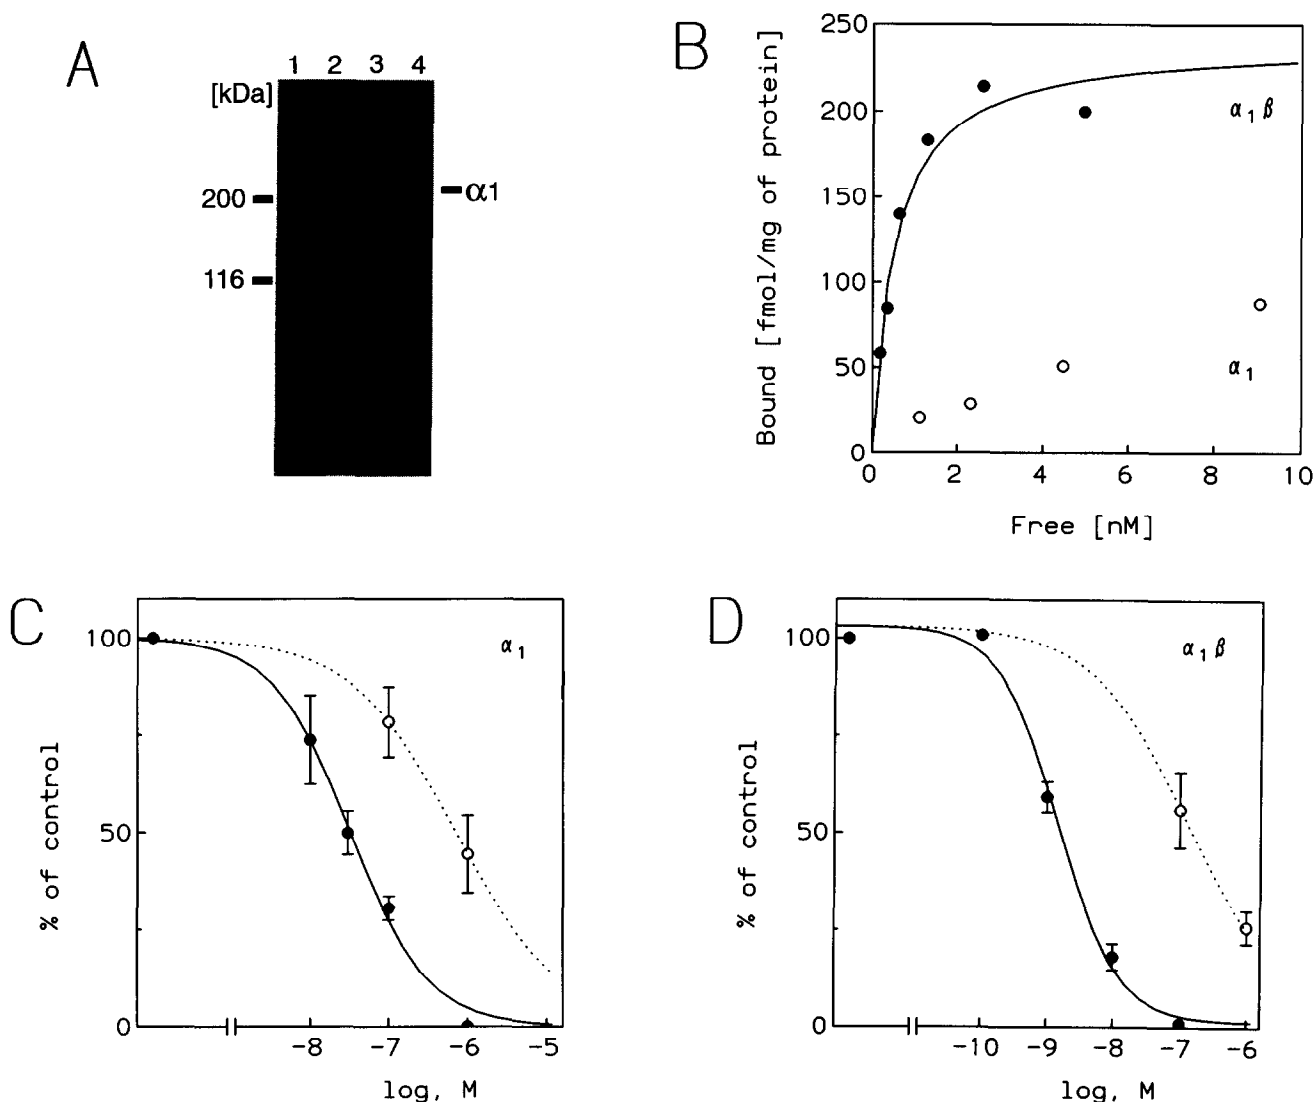 A
1 2 3 4
[kDa]
200
116
α1
B
Bound [fmol/mg of protein]
250
200
150
100
50
0
0 2 4 6 8 10
Free [nM]
α1β
α1
C
% of control
100
50
0
-8 -7 -6 -5
log, M
α1
D
% of control
100
50
0
-10 -9 -8 -7 -6
log, M
α1β